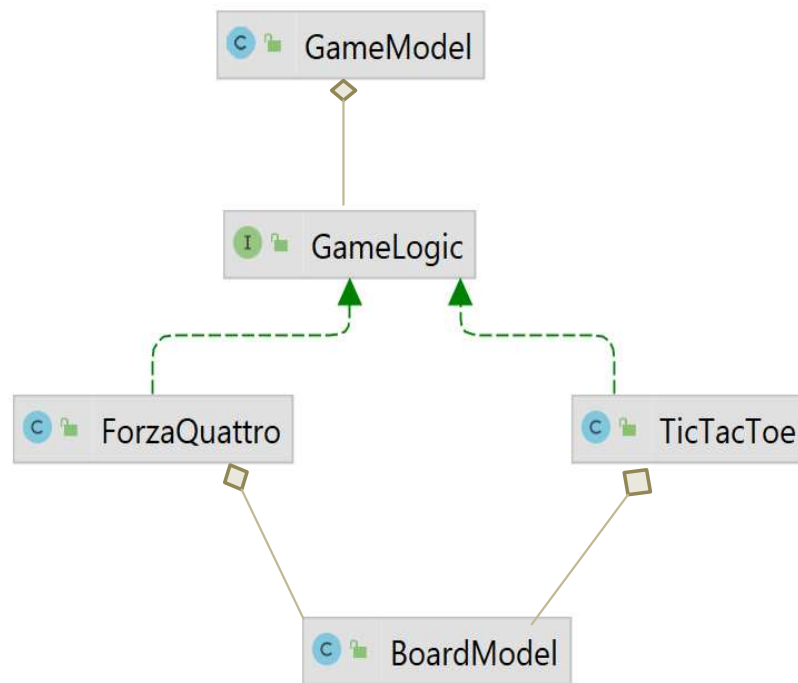 C GameModel
I GameLogic
C ForzaQuattro
C TicTacToe
C BoardModel